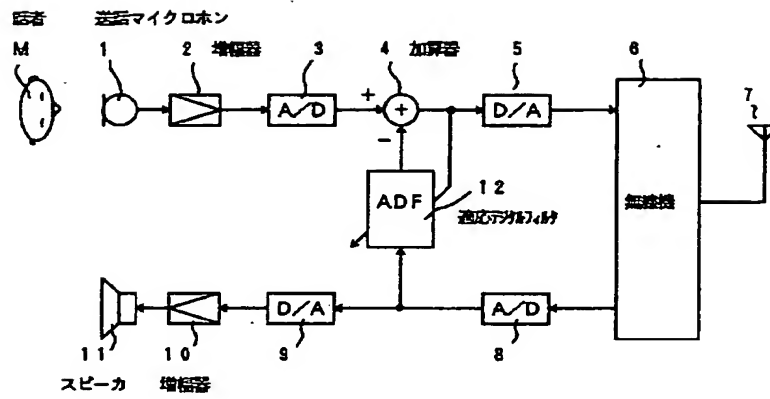 話者 送話マイクロホン
M 1 2 増幅器 3 4 加算器 5 6
7
A/D + + D/A
−
ADF 12
適応デジタルフィルタ
無線機
D/A A/D
11 10 9 8
スピーカ 増幅器